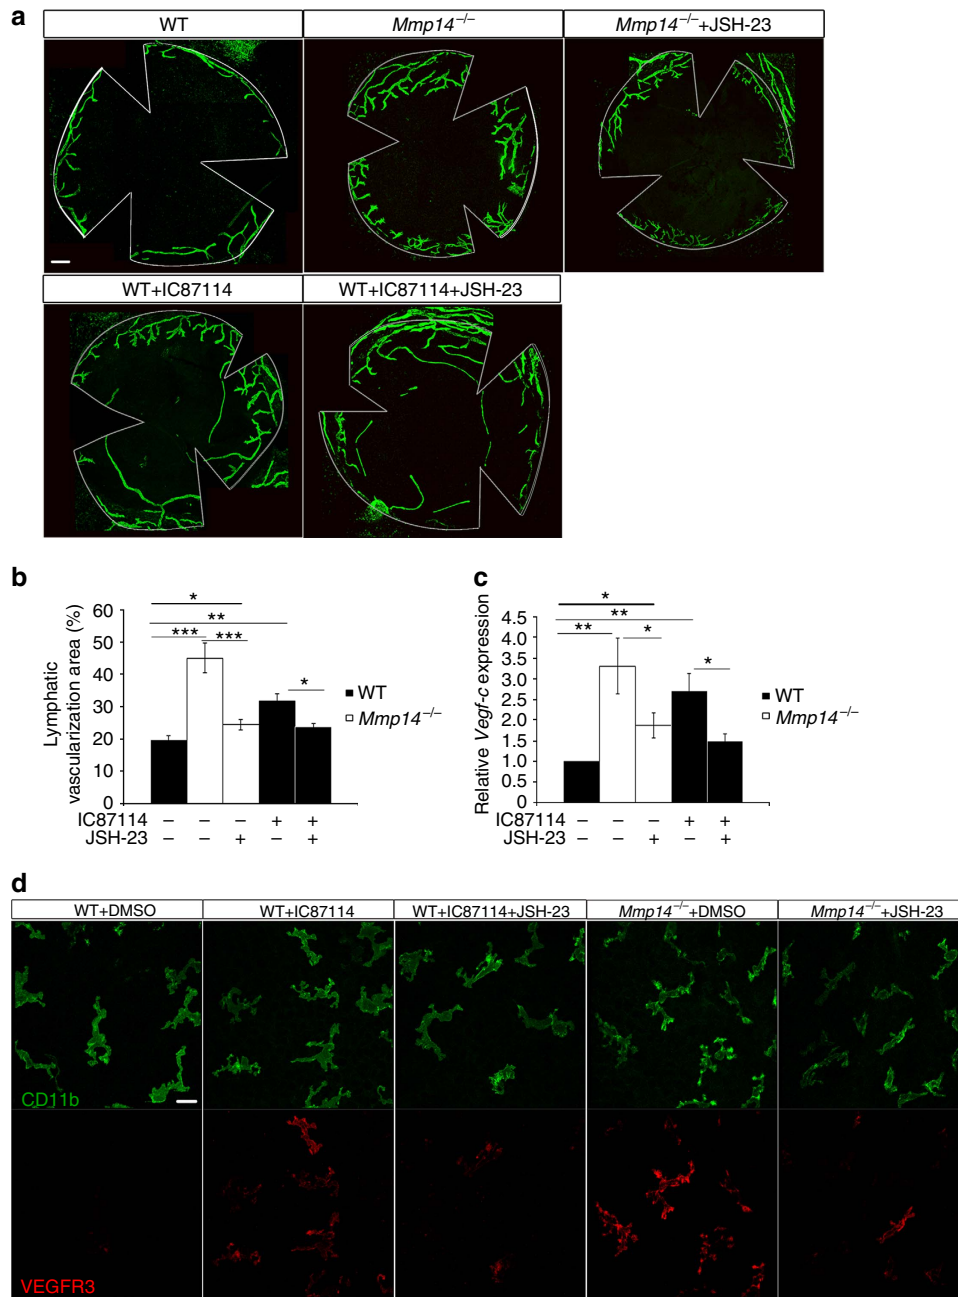 a
WT
Mmp14–/–
Mmp14–/–+JSH-23
WT+IC87114
WT+IC87114+JSH-23
b
Lymphatic
vascularization area (%)
60
50
40
30
20
10
0
*
**
*** ***
*
WT
Mmp14–/–
IC87114 – – – + +
JSH-23 – – + – +
c
Relative Vegf-c expression
4.5
4.0
3.5
3.0
2.5
2.0
1.5
1.0
0.5
0
*
**
** *
*
WT
Mmp14–/–
IC87114 – – – + +
JSH-23 – – + – +
d
WT+DMSO
WT+IC87114
WT+IC87114+JSH-23
Mmp14–/–+DMSO
Mmp14–/–+JSH-23
CD11b
VEGFR3